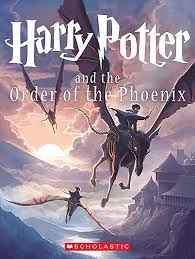 Harry Potter
and the
Order of the Phoenix
SCHOLASTIC